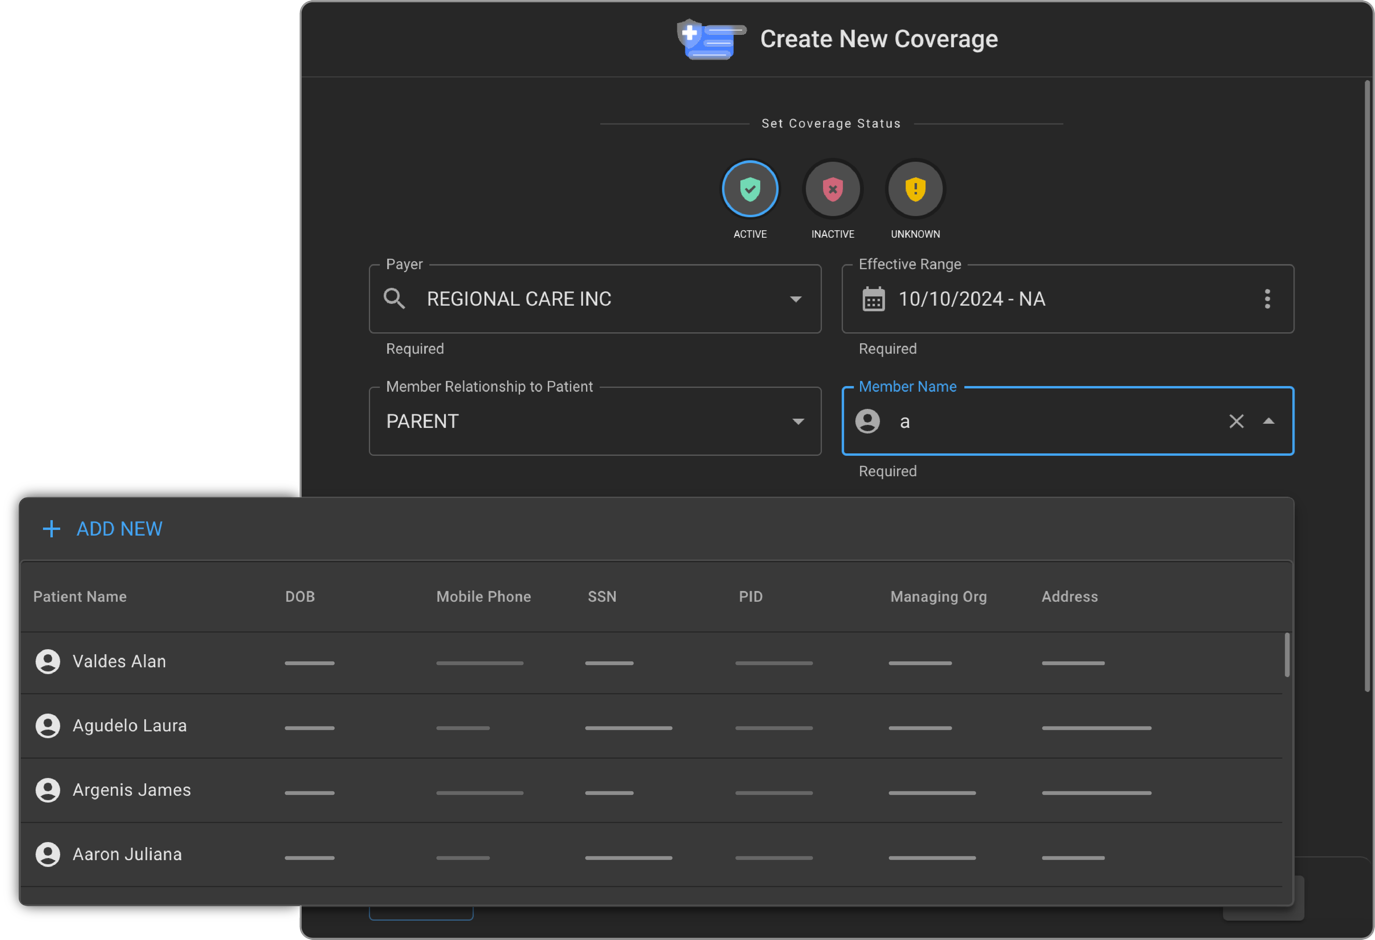 Create New Coverage
Set Coverage Status
ACTIVE
INACTIVE
UNKNOWN
Payer
REGIONAL CARE INC
Required
Effective Range
10/10/2024 - NA
Required
Member Relationship to Patient
PARENT
Member Name
a
Required
ADD NEW
Patient Name DOB Mobile Phone SSN PID Managing Org Address
Valdes Alan
Agudelo Laura
Argenis James
Aaron Juliana